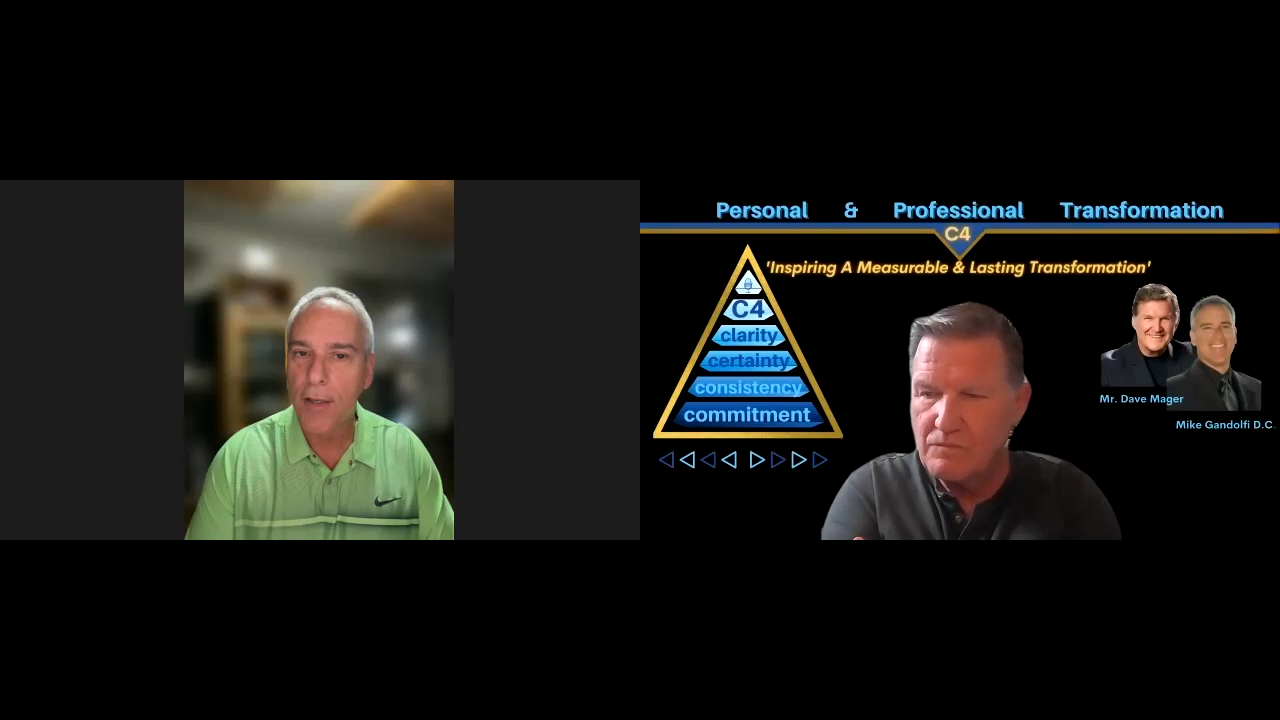 Personal & Professional Transformation
C4
'Inspiring A Measurable & Lasting Transformation'
C4
clarity
certainty
consistency
commitment
Mr. Dave Mager
Mike Gandolfi D.C